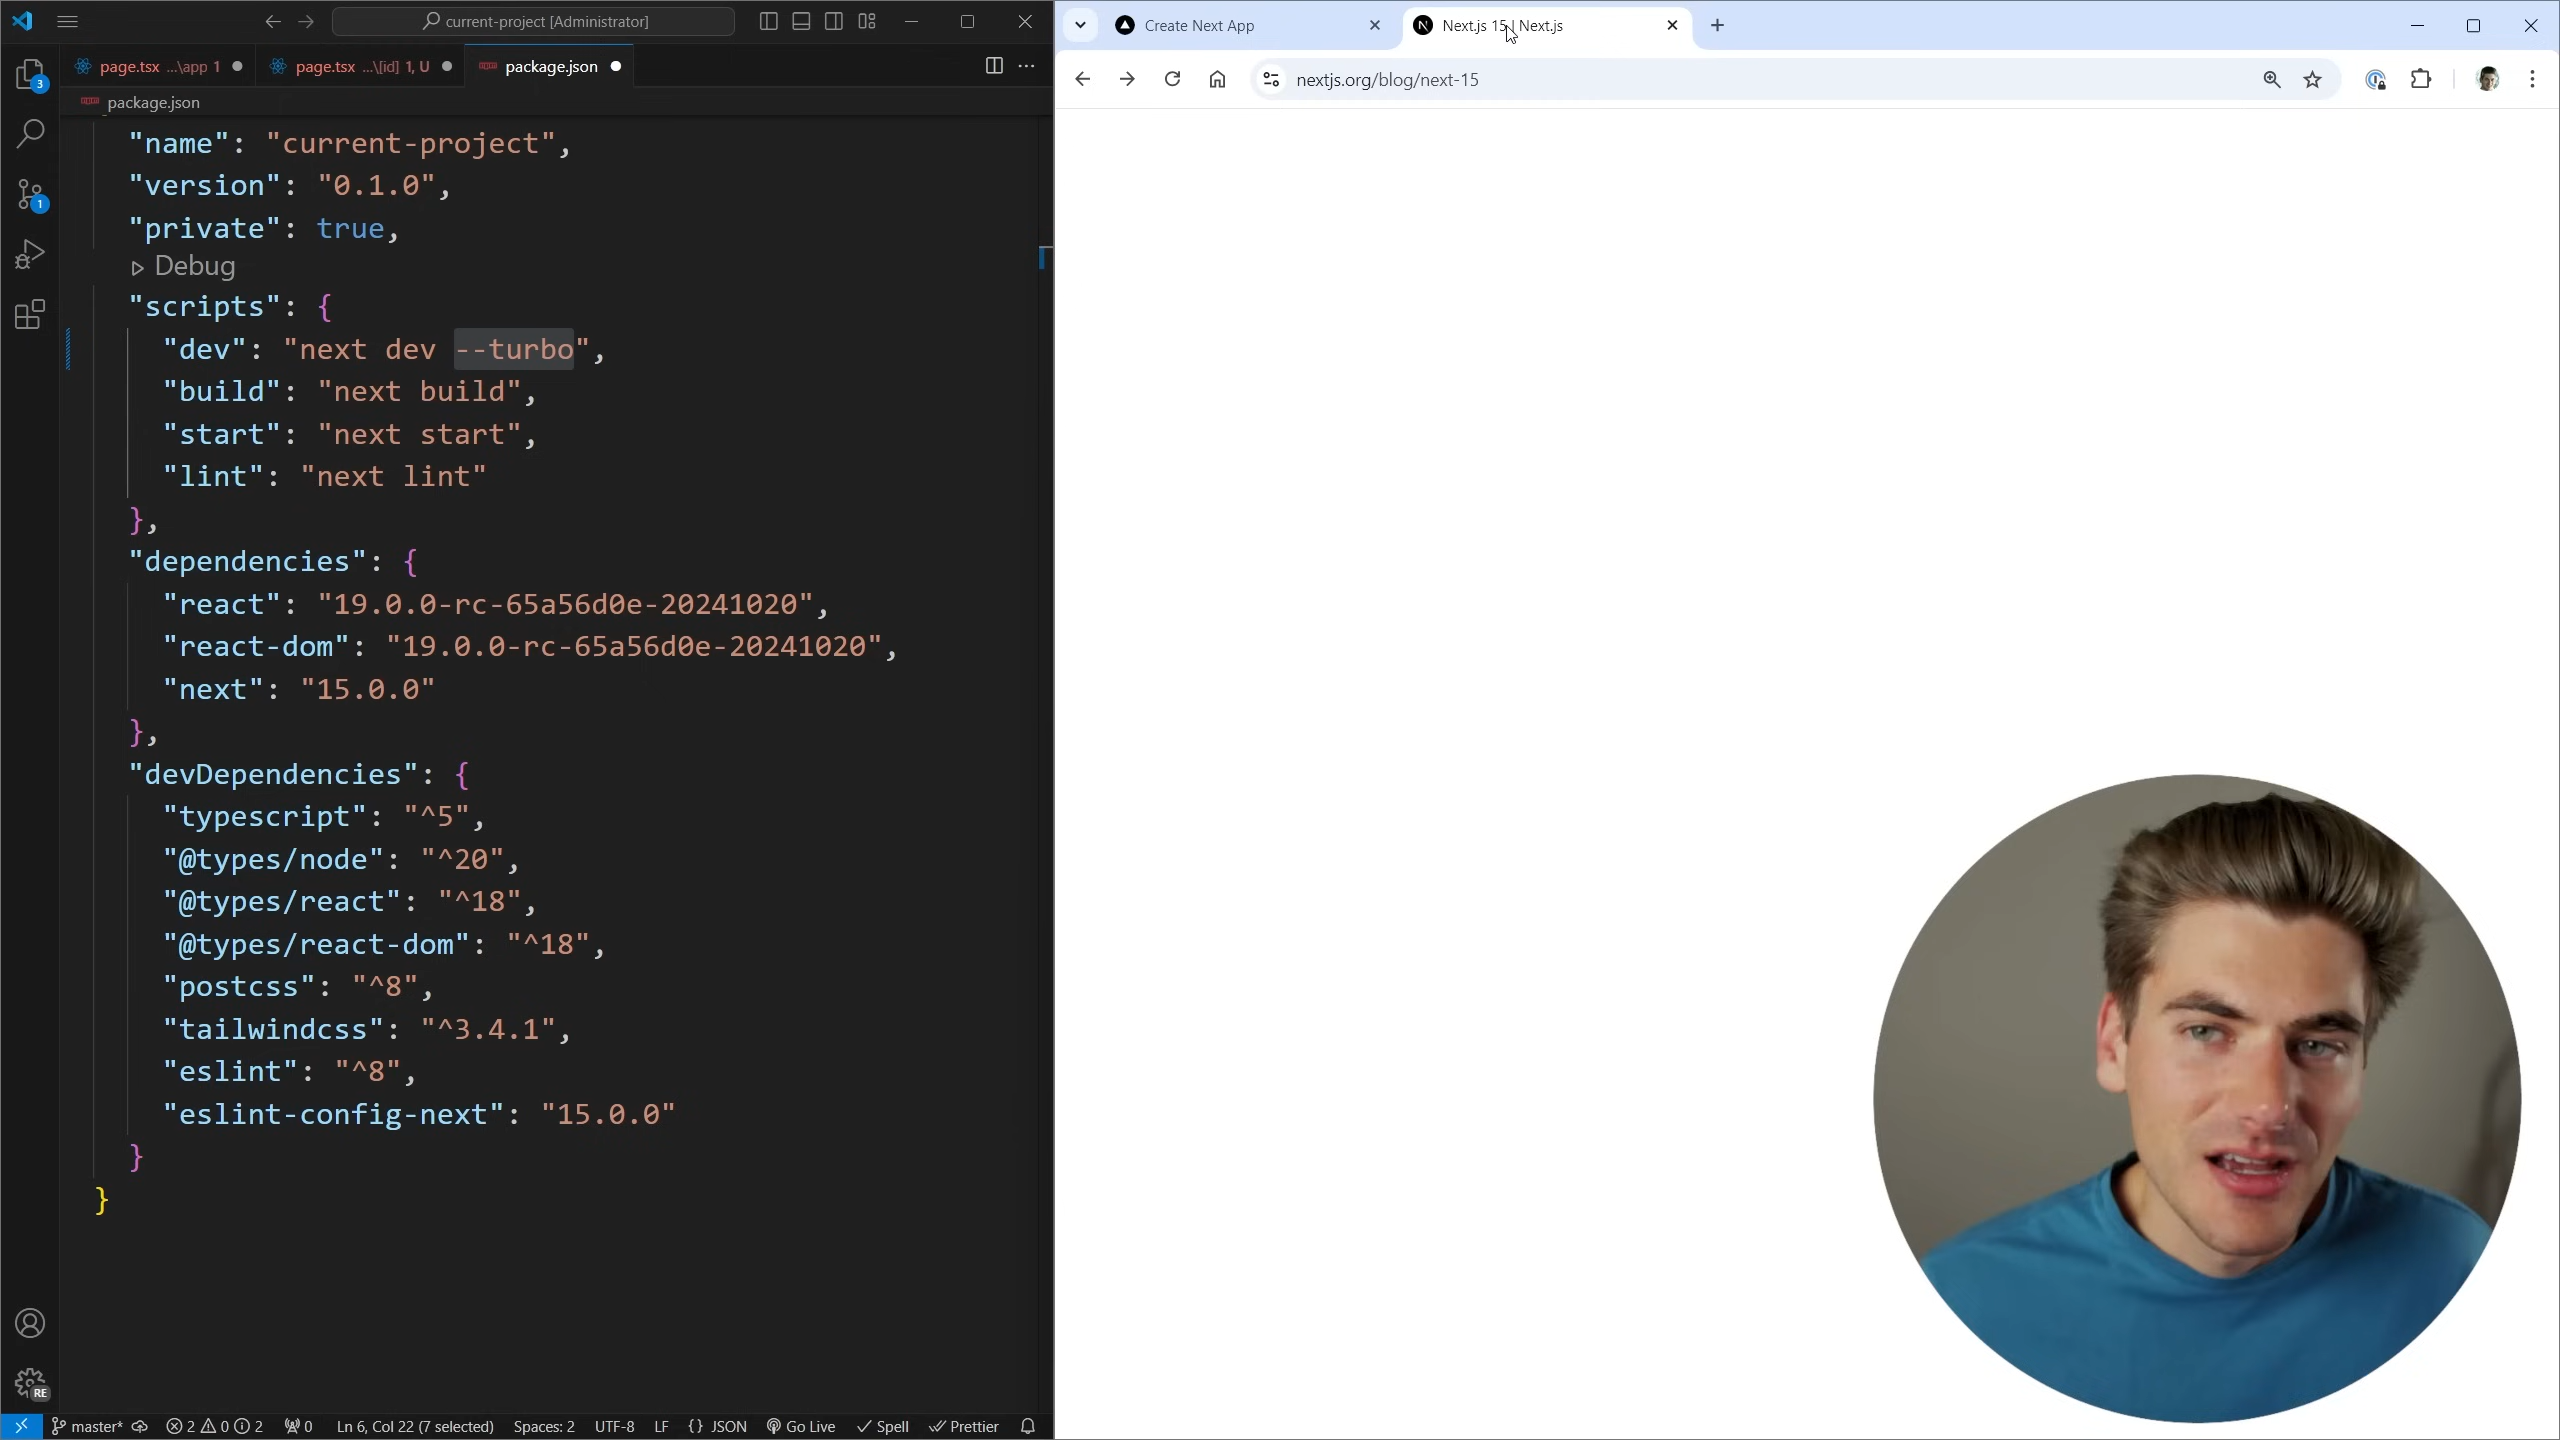 current-project [Administrator]
page.tsx ...\app 1
page.tsx ...\[id] 1, U
package.json
package.json
"name": "current-project",
"version": "0.1.0",
"private": true,
Debug
"scripts": {
"dev": "next dev --turbo",
"build": "next build",
"start": "next start",
"lint": "next lint"
},
"dependencies": {
"react": "19.0.0-rc-65a56d0e-20241020",
"react-dom": "19.0.0-rc-65a56d0e-20241020",
"next": "15.0.0"
},
"devDependencies": {
"typescript": "^5",
"@types/node": "^20",
"@types/react": "^18",
"@types/react-dom": "^18",
"postcss": "^8",
"tailwindcss": "^3.4.1",
"eslint": "^8",
"eslint-config-next": "15.0.0"
}
}
3
1
RE
master*
2 0 2
0
Ln 6, Col 22 (7 selected)
Spaces: 2
UTF-8
LF
{} JSON
Go Live
Spell
Prettier
Create Next App
Next.js 15 | Next.js
nextjs.org/blog/next-15